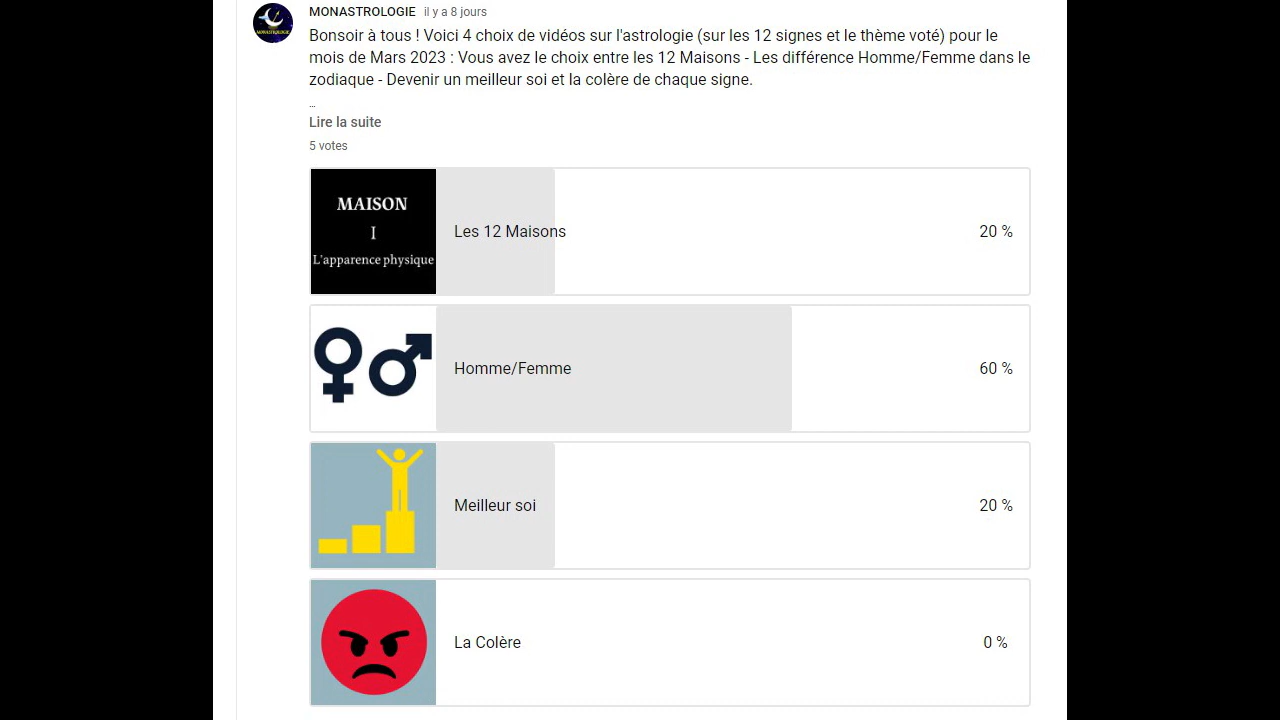 MONASTROLOGIE il y a 8 jours
MONASTROLOGIE
Bonsoir à tous ! Voici 4 choix de vidéos sur l'astrologie (sur les 12 signes et le thème voté) pour le
mois de Mars 2023 : Vous avez le choix entre les 12 Maisons - Les différence Homme/Femme dans le
zodiaque - Devenir un meilleur soi et la colère de chaque signe.
...
Lire la suite
5 votes
MAISON
I
L'apparence physique
Les 12 Maisons 20 %
Homme/Femme 60 %
Meilleur soi 20 %
La Colère 0 %